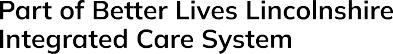 Part of Better Lives Lincolnshire
Integrated Care System